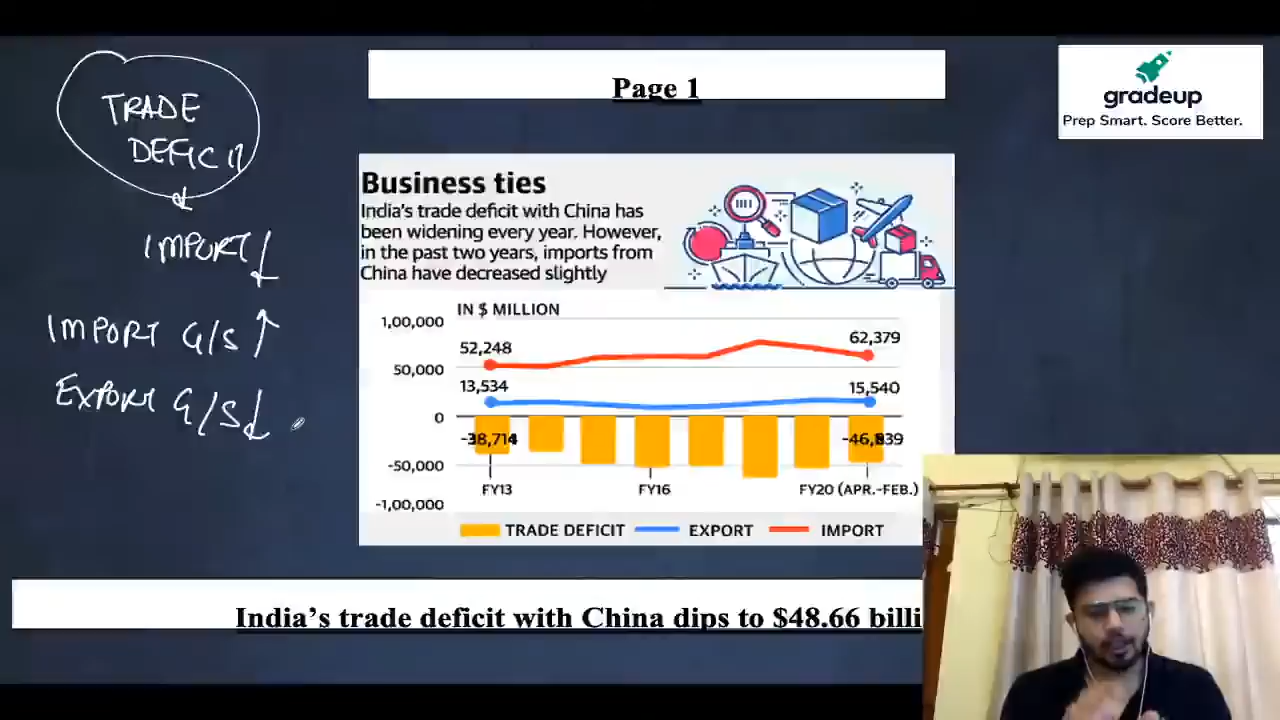 TRADE
DEFICIT
IMPORT ↓
IMPORT G/S ↑
EXPORT G/S ↓
Page 1
gradeup
Prep Smart. Score Better.
Business ties
India's trade deficit with China has
been widening every year. However,
in the past two years, imports from
China have decreased slightly
IN $ MILLION
1,00,000
50,000
0
-50,000
-1,00,000
52,248
62,379
13,534
15,540
-38,714
-46,839
FY13
FY16
FY20 (APR.-FEB.)
TRADE DEFICIT
EXPORT
IMPORT
India's trade deficit with China dips to $48.66 billi